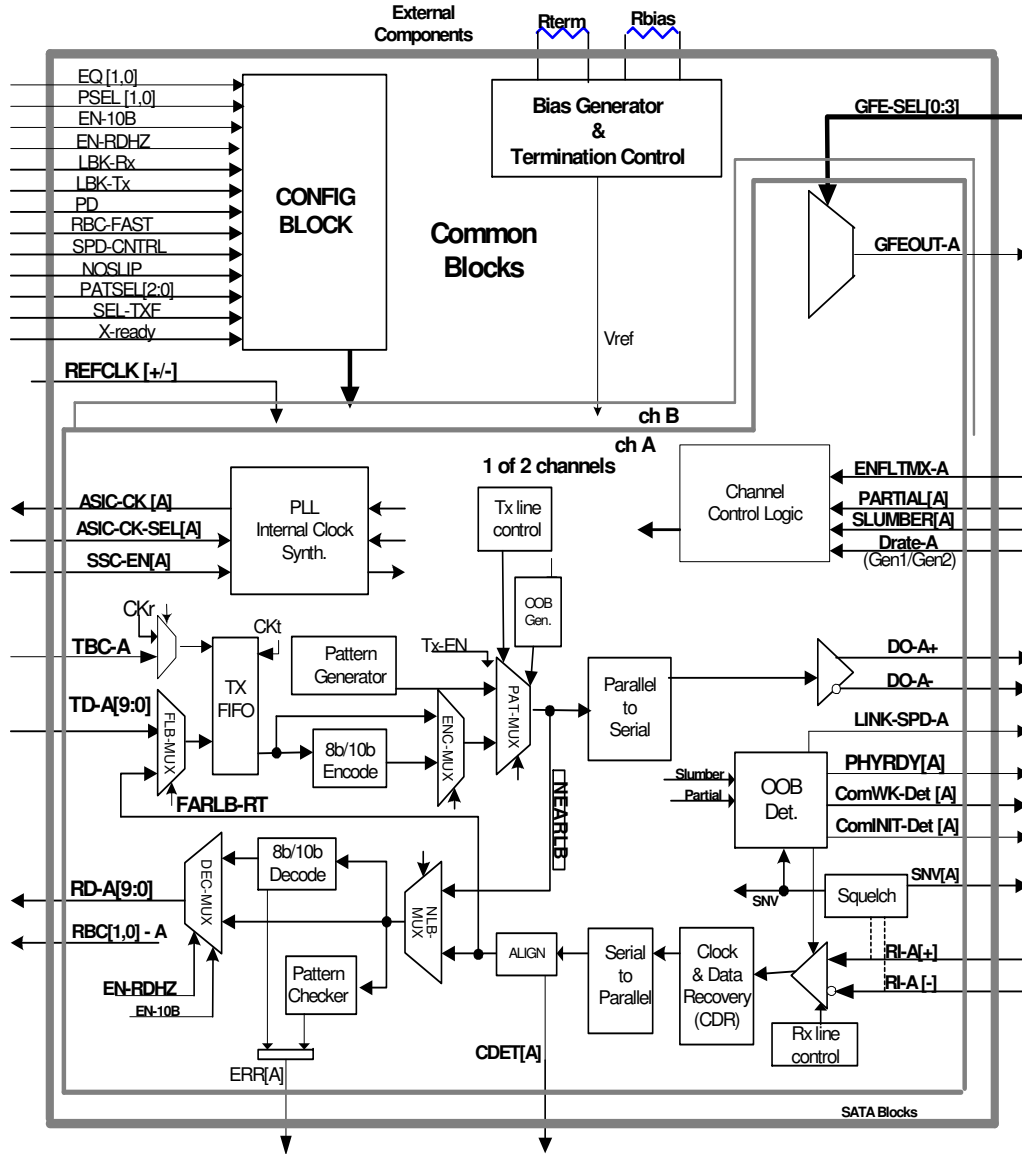 External
Components
Rterm
Rbias
EQ [1,0]
PSEL [1,0]
EN-10B
EN-RDHZ
LBK-Rx
LBK-Tx
PD
RBC-FAST
SPD-CNTRL
NOSLIP
PATSEL[2:0]
SEL-TXF
X-ready
REFCLK [+/-]
CONFIG
BLOCK
Bias Generator
&
Termination Control
Common
Blocks
Vref
GFE-SEL[0:3]
GFEOUT-A
ch B
ch A
1 of 2 channels
ASIC-CK [A]
ASIC-CK-SEL[A]
SSC-EN[A]
PLL
Internal Clock
Synth.
Tx line
control
OOB
Gen.
Channel
Control Logic
ENFLTMX-A
PARTIAL[A]
SLUMBER[A]
Drate-A
(Gen1/Gen2)
CKr
TBC-A
CKt
TD-A[9:0]
FLB-MUX
TX
FIFO
Pattern
Generator
8b/10b
Encode
ENC-MUX
Tx-EN
PAT-MUX
Parallel
to
Serial
DO-A+
DO-A-
LINK-SPD-A
PHYRDY[A]
ComWK-Det [A]
ComINIT-Det [A]
Slumber
Partial
OOB
Det.
FARLB-RT
NEARLB
8b/10b
Decode
DEC-MUX
NLB-
MUX
RD-A[9:0]
RBC[1,0] - A
EN-RDHZ
EN-10B
Pattern
Checker
ERR[A]
ALIGN
CDET[A]
Serial
to
Parallel
Clock
& Data
Recovery
(CDR)
SNV
Squelch
SNV[A]
RI-A[+]
RI-A [-]
Rx line
control
SATA Blocks